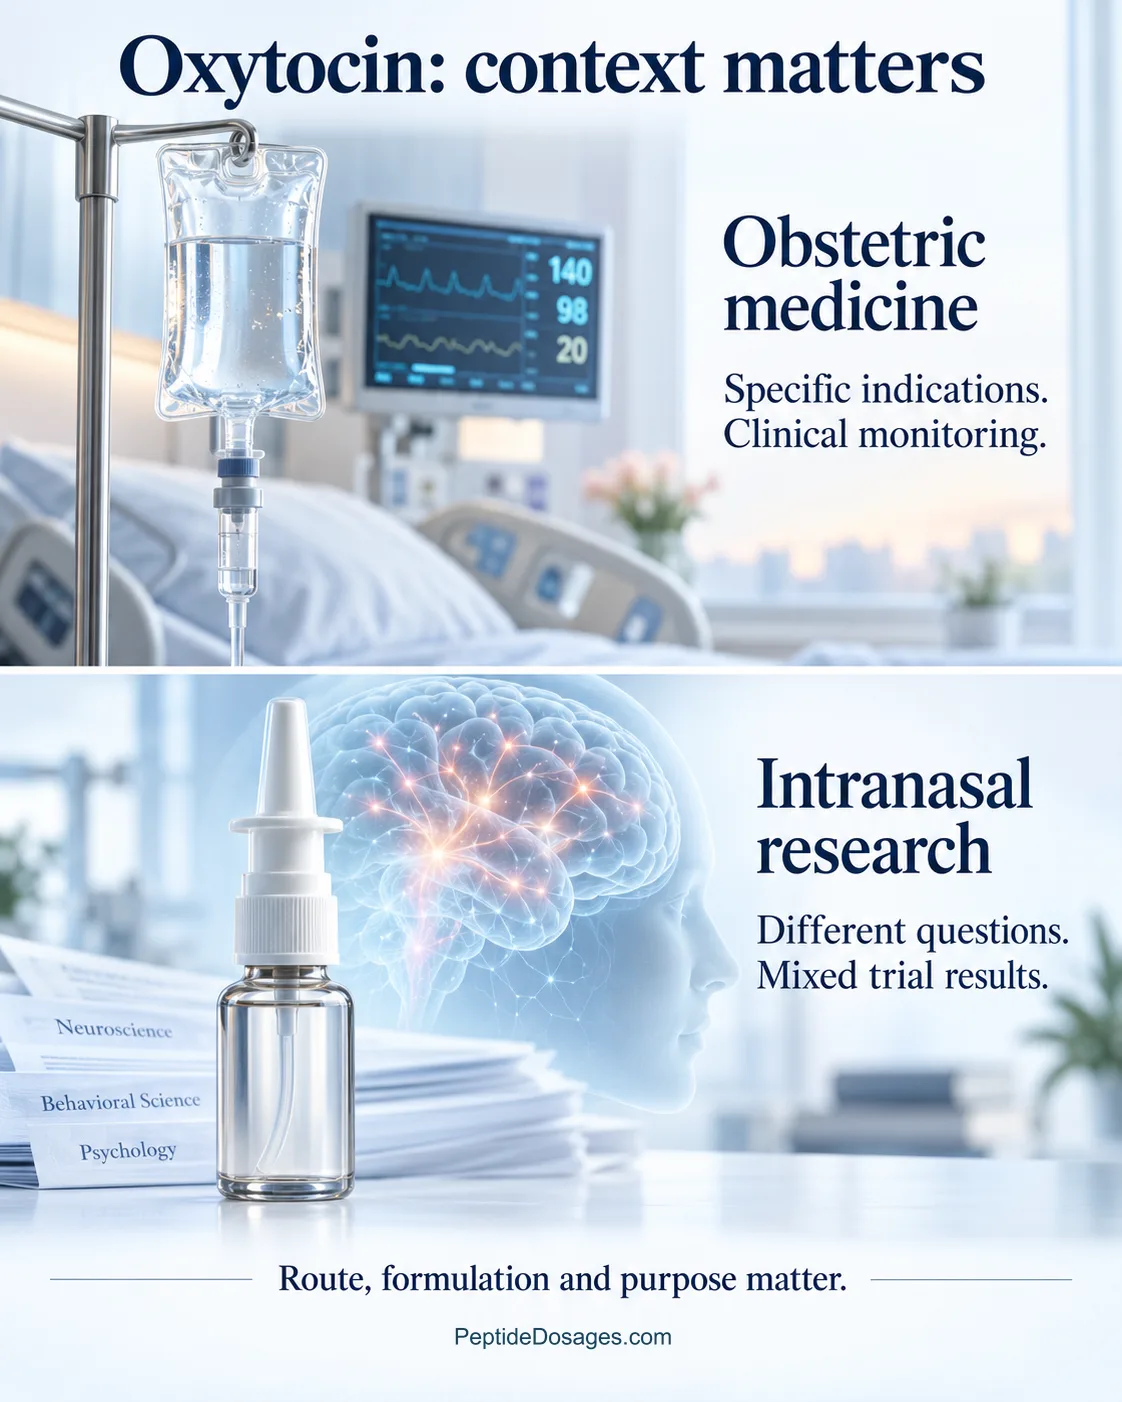 Oxytocin: context matters
140
98
20
Obstetric
medicine
Specific indications.
Clinical monitoring.
Intranasal
research
Different questions.
Mixed trial results.
Neuroscience
Behavioral Science
Psychology
Route, formulation and purpose matter.
PeptideDosages.com